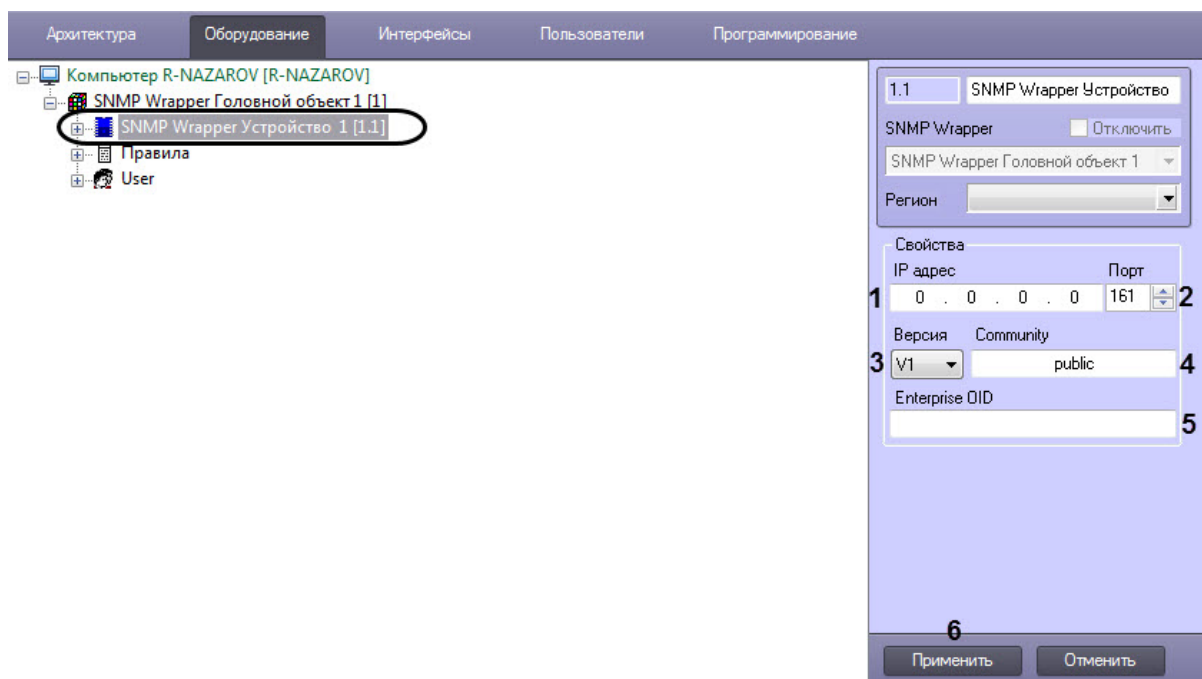 Архитектура Оборудование Интерфейсы Пользователи Программирование
Компьютер R-NAZAROV [R-NAZAROV]
SNMP Wrapper Головной объект 1 [1]
SNMP Wrapper Устройство 1 [1.1]
Правила
User
1.1 SNMP Wrapper Устройство
SNMP Wrapper Отключить
SNMP Wrapper Головной объект 1
Регион
Свойства
IP адрес Порт
1 0 . 0 . 0 . 0 161 2
Версия Community
3 V1 public 4
Enterprise OID
5
6
Применить Отменить